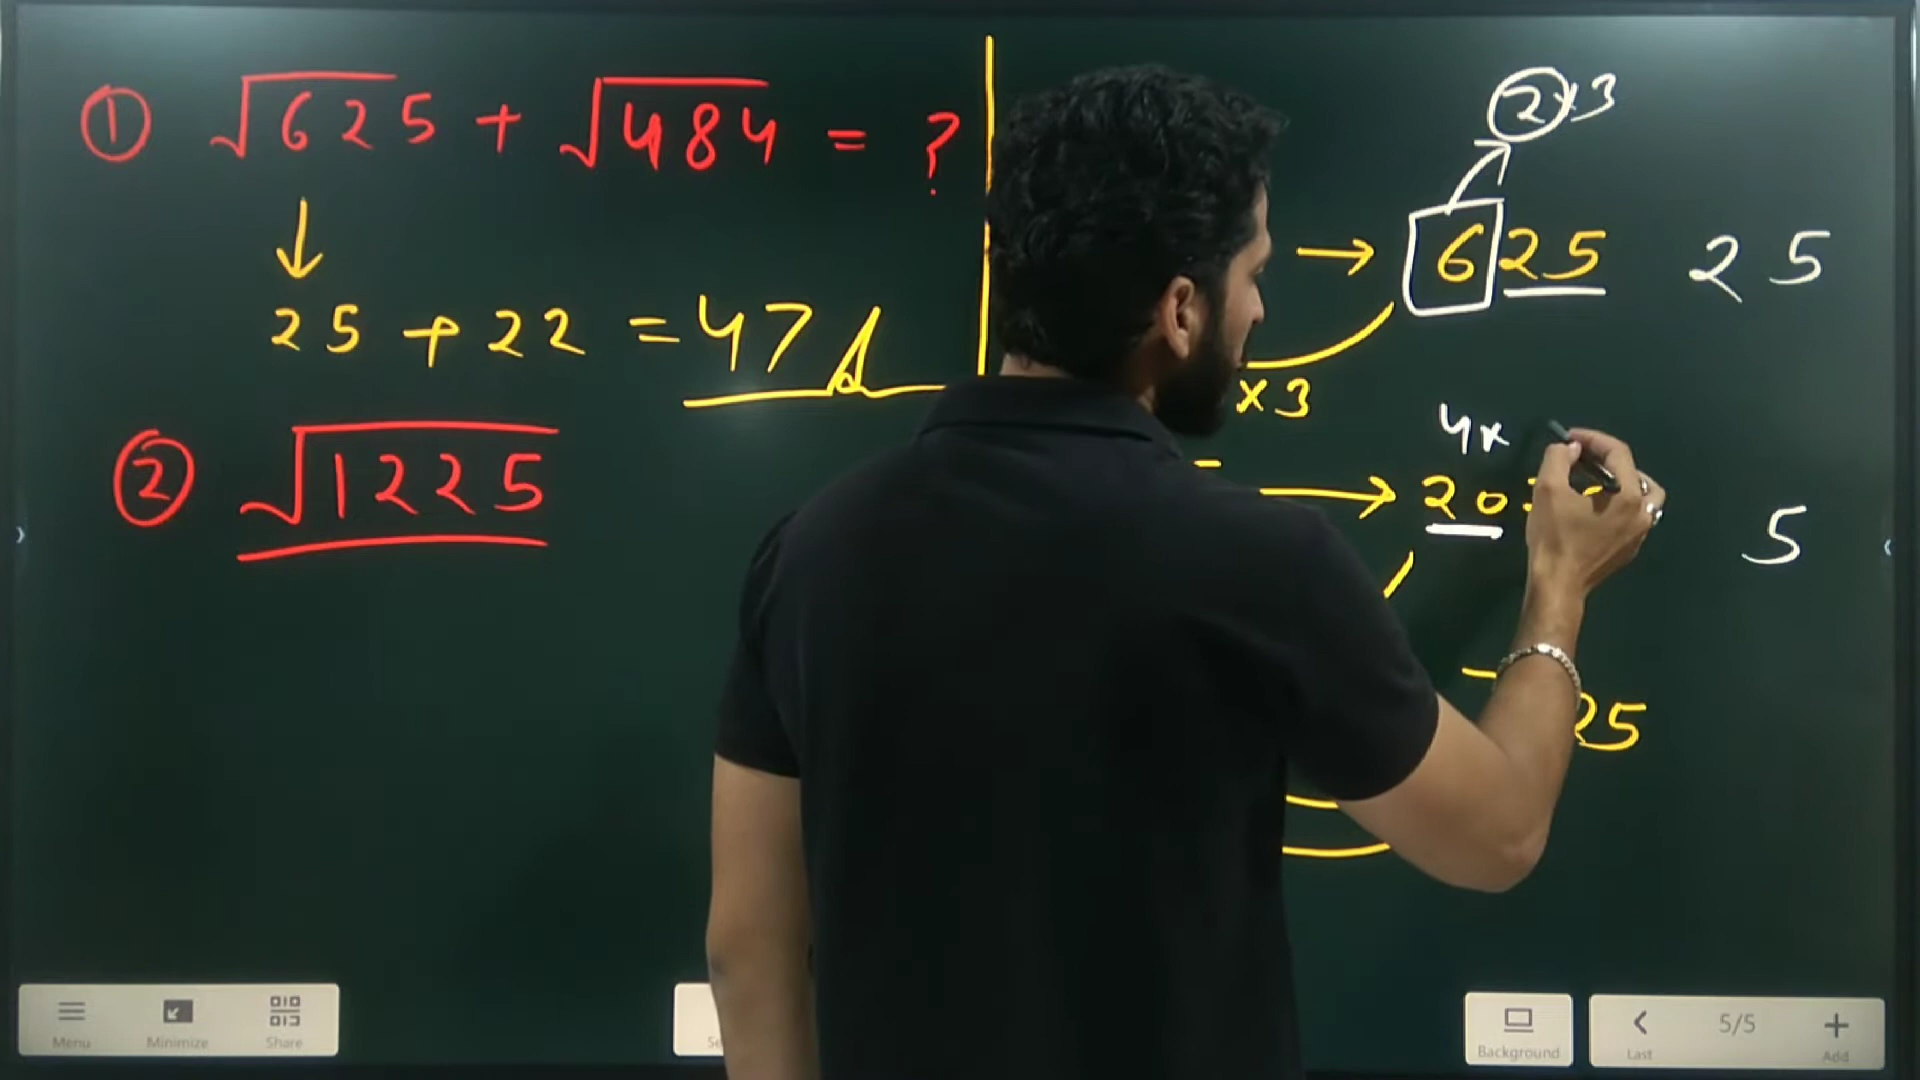 ① √625 + √484 = ?
↓
25 + 22 = 47
② √1225
2×3
→ 625 25
×3
4×
→ 20 5
25
Menu
Minimize
Share
Background
Last
5/5
Add